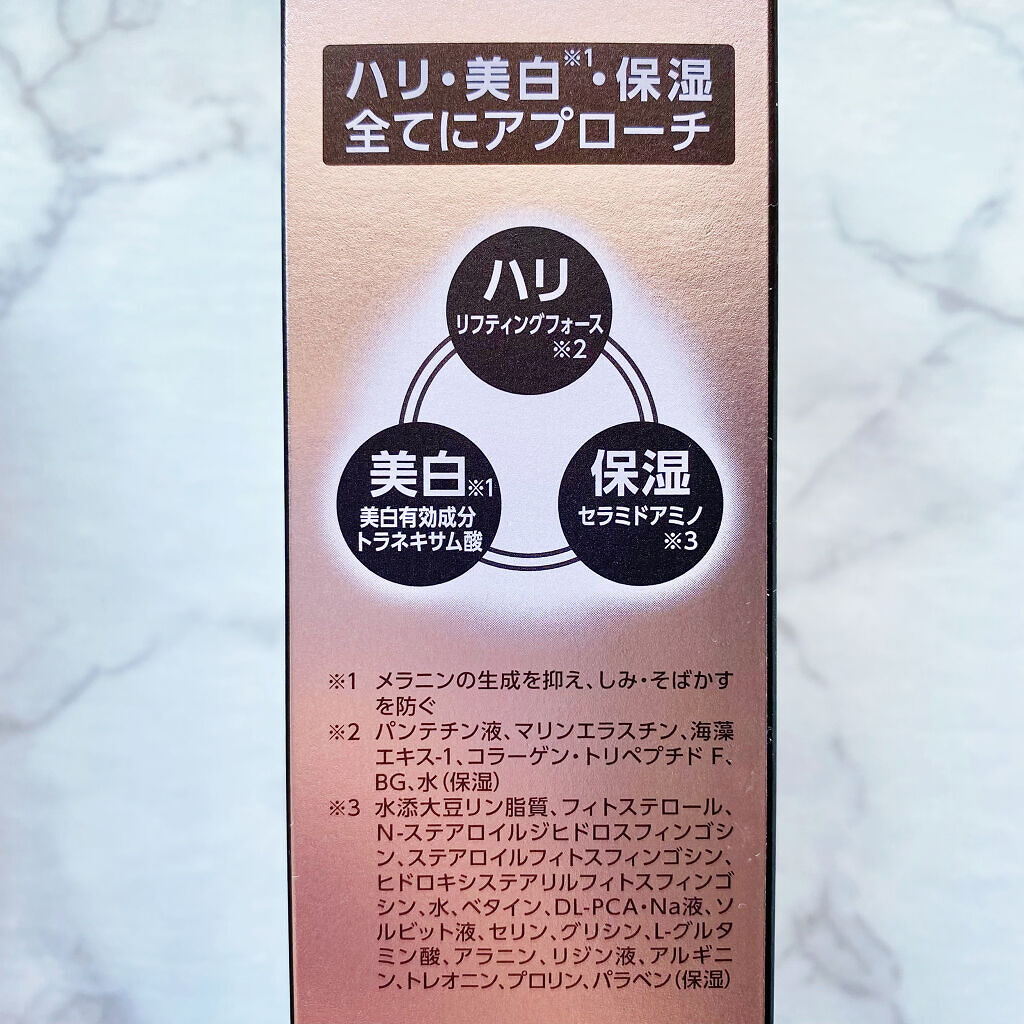 ハリ・美白※1・保湿
全てにアプローチ
ハリ
リフティングフォース
※2
美白※1
美白有効成分
トラネキサム酸
保湿
セラミドアミノ
※3
※1 メラニンの生成を抑え、しみ・そばかす
を防ぐ
※2 パンテチン液、マリンエラスチン、海藻
エキス-1、コラーゲン・トリペプチド F、
BG、水(保湿)
※3 水添大豆リン脂質、フィトステロール、
N-ステアロイルジヒドロスフィンゴシ
ン、ステアロイルフィトスフィンゴシン、
ヒドロキシステアリルフィトスフィンゴ
シン、水、ベタイン、DL-PCA・Na液、ソ
ルビット液、セリン、グリシン、L-グルタ
ミン酸、アラニン、リジン液、アルギニ
ン、トレオニン、プロリン、パラベン(保湿)